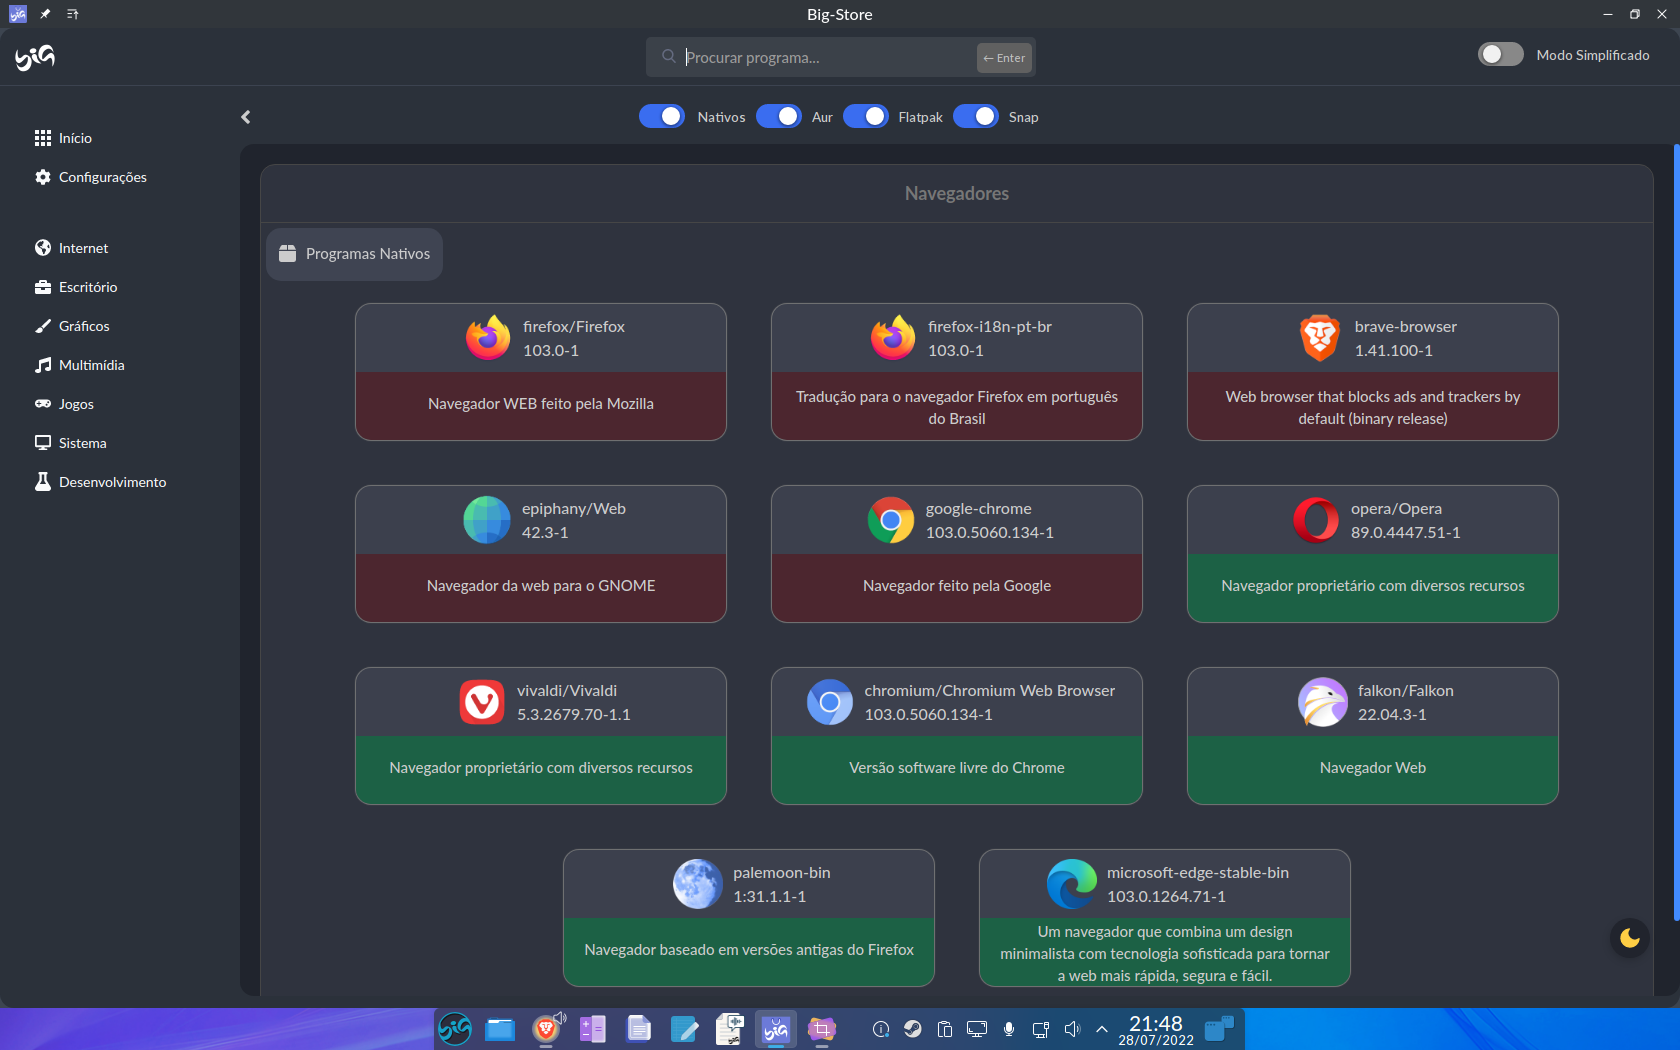 Big-Store
Procurar programa...
← Enter
Modo Simplificado
Nativos
Aur
Flatpak
Snap
Início
Configurações
Internet
Escritório
Gráficos
Multimídia
Jogos
Sistema
Desenvolvimento
Navegadores
Programas Nativos
firefox/Firefox
103.0-1
Navegador WEB feito pela Mozilla
firefox-i18n-pt-br
103.0-1
Tradução para o navegador Firefox em português
do Brasil
brave-browser
1.41.100-1
Web browser that blocks ads and trackers by
default (binary release)
epiphany/Web
42.3-1
Navegador da web para o GNOME
google-chrome
103.0.5060.134-1
Navegador feito pela Google
opera/Opera
89.0.4447.51-1
Navegador proprietário com diversos recursos
vivaldi/Vivaldi
5.3.2679.70-1.1
Navegador proprietário com diversos recursos
chromium/Chromium Web Browser
103.0.5060.134-1
Versão software livre do Chrome
falkon/Falkon
22.04.3-1
Navegador Web
palemoon-bin
1:31.1.1-1
Navegador baseado em versões antigas do Firefox
microsoft-edge-stable-bin
103.0.1264.71-1
Um navegador que combina um design
minimalista com tecnologia sofisticada para tornar
a web mais rápida, segura e fácil.
21:48
28/07/2022